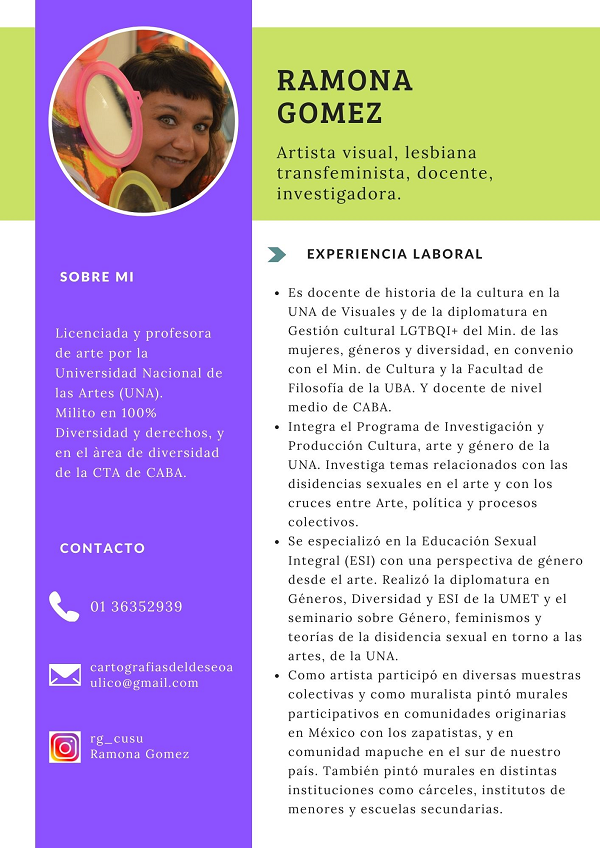 RAMONA
GOMEZ
Artista visual, lesbiana
transfeminista, docente,
investigadora.
SOBRE MI
Licenciada y profesora
de arte por la
Universidad Nacional de
las Artes (UNA).
Milito en 100%
Diversidad y derechos, y
en el àrea de diversidad
de la CTA de CABA.
CONTACTO
01 36352939
cartografiasdeldeseoa
ulico@gmail.com
rg_cusu
Ramona Gomez
EXPERIENCIA LABORAL
• Es docente de historia de la cultura en la
UNA de Visuales y de la diplomatura en
Gestión cultural LGTBQI+ del Min. de las
mujeres, géneros y diversidad, en convenio
con el Min. de Cultura y la Facultad de
Filosofía de la UBA. Y docente de nivel
medio de CABA.
• Integra el Programa de Investigación y
Producción Cultura, arte y género de la
UNA. Investiga temas relacionados con las
disidencias sexuales en el arte y con los
cruces entre Arte, política y procesos
colectivos.
• Se especializó en la Educación Sexual
Integral (ESI) con una perspectiva de género
desde el arte. Realizó la diplomatura en
Géneros, Diversidad y ESI de la UMET y el
seminario sobre Género, feminismos y
teorías de la disidencia sexual en torno a las
artes, de la UNA.
• Como artista participó en diversas muestras
colectivas y como muralista pintó murales
participativos en comunidades originarias
en México con los zapatistas, y en
comunidad mapuche en el sur de nuestro
país. También pintó murales en distintas
instituciones como cárceles, institutos de
menores y escuelas secundarias.